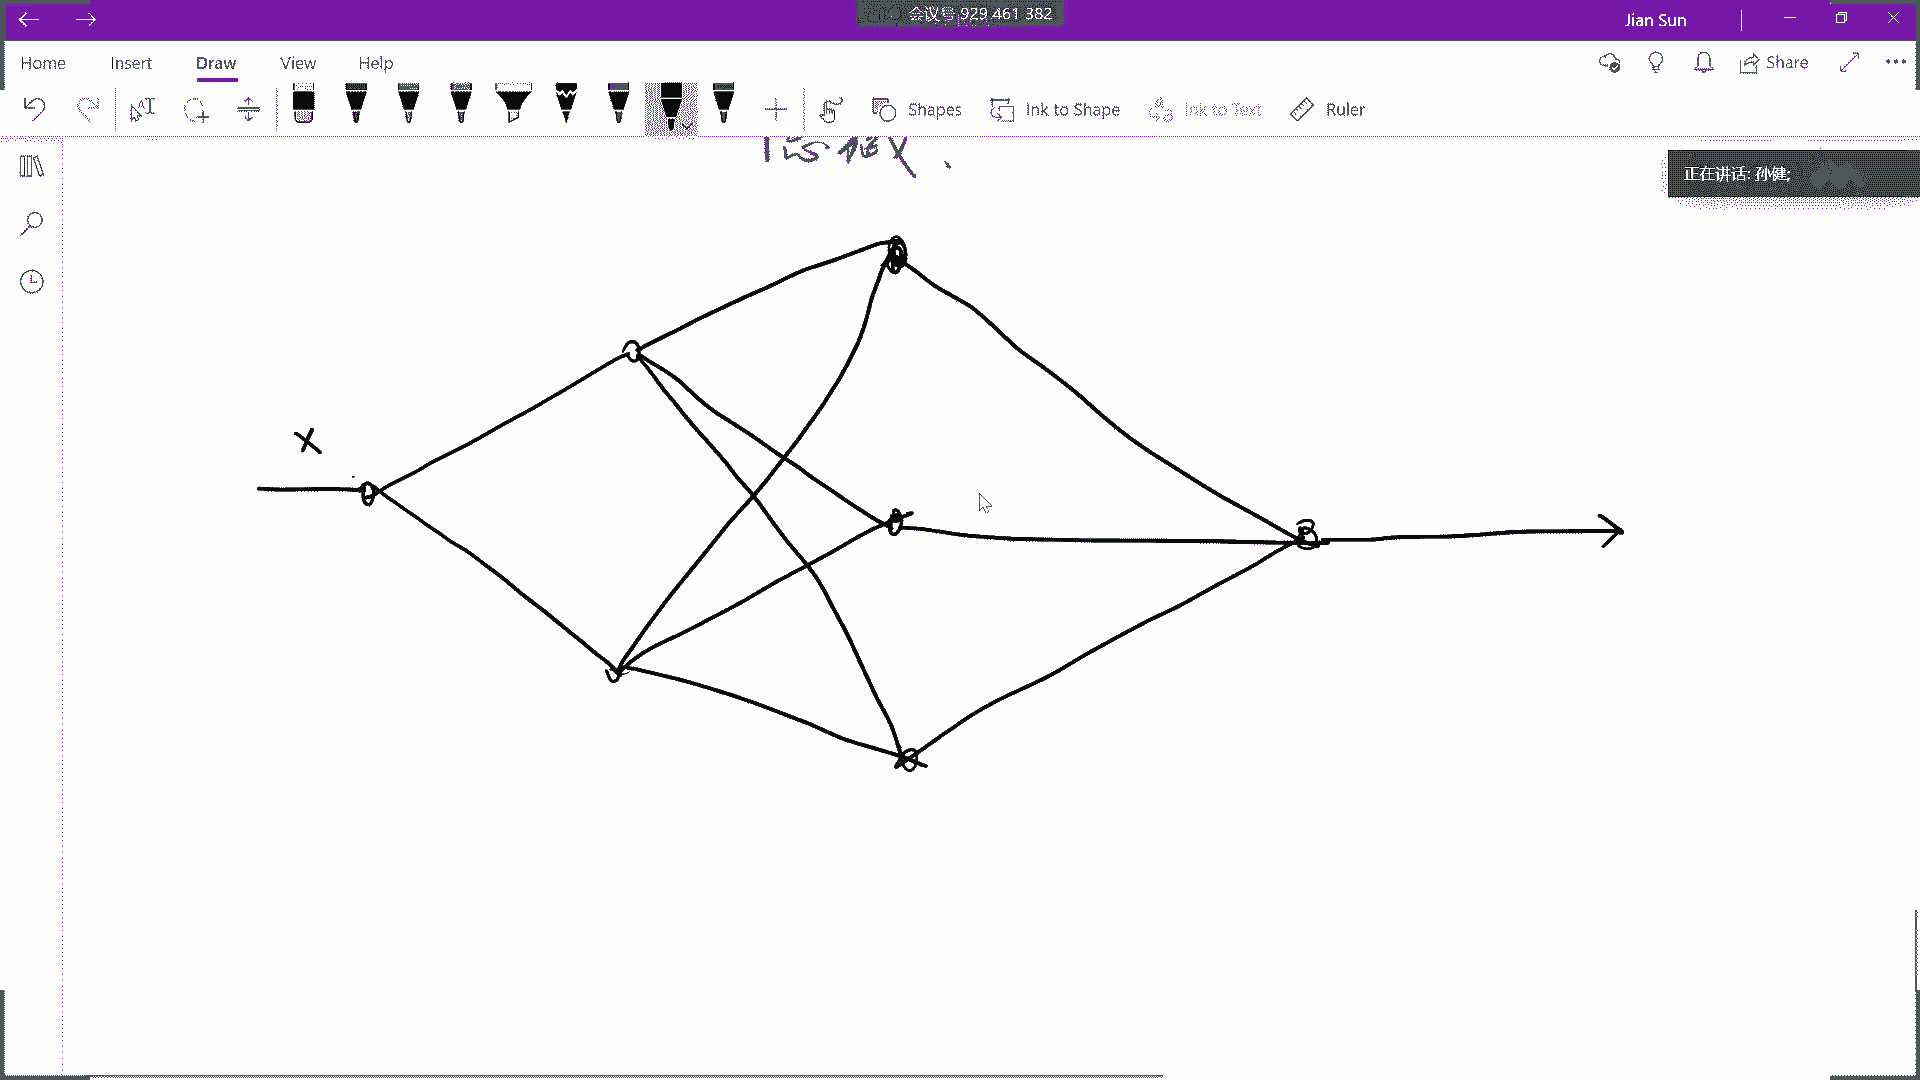 会议号 929 461 382
Jian Sun
Home Insert Draw View Help
Share
Shapes Ink to Shape Ink to Text Ruler
正在讲话: 孙健;
x